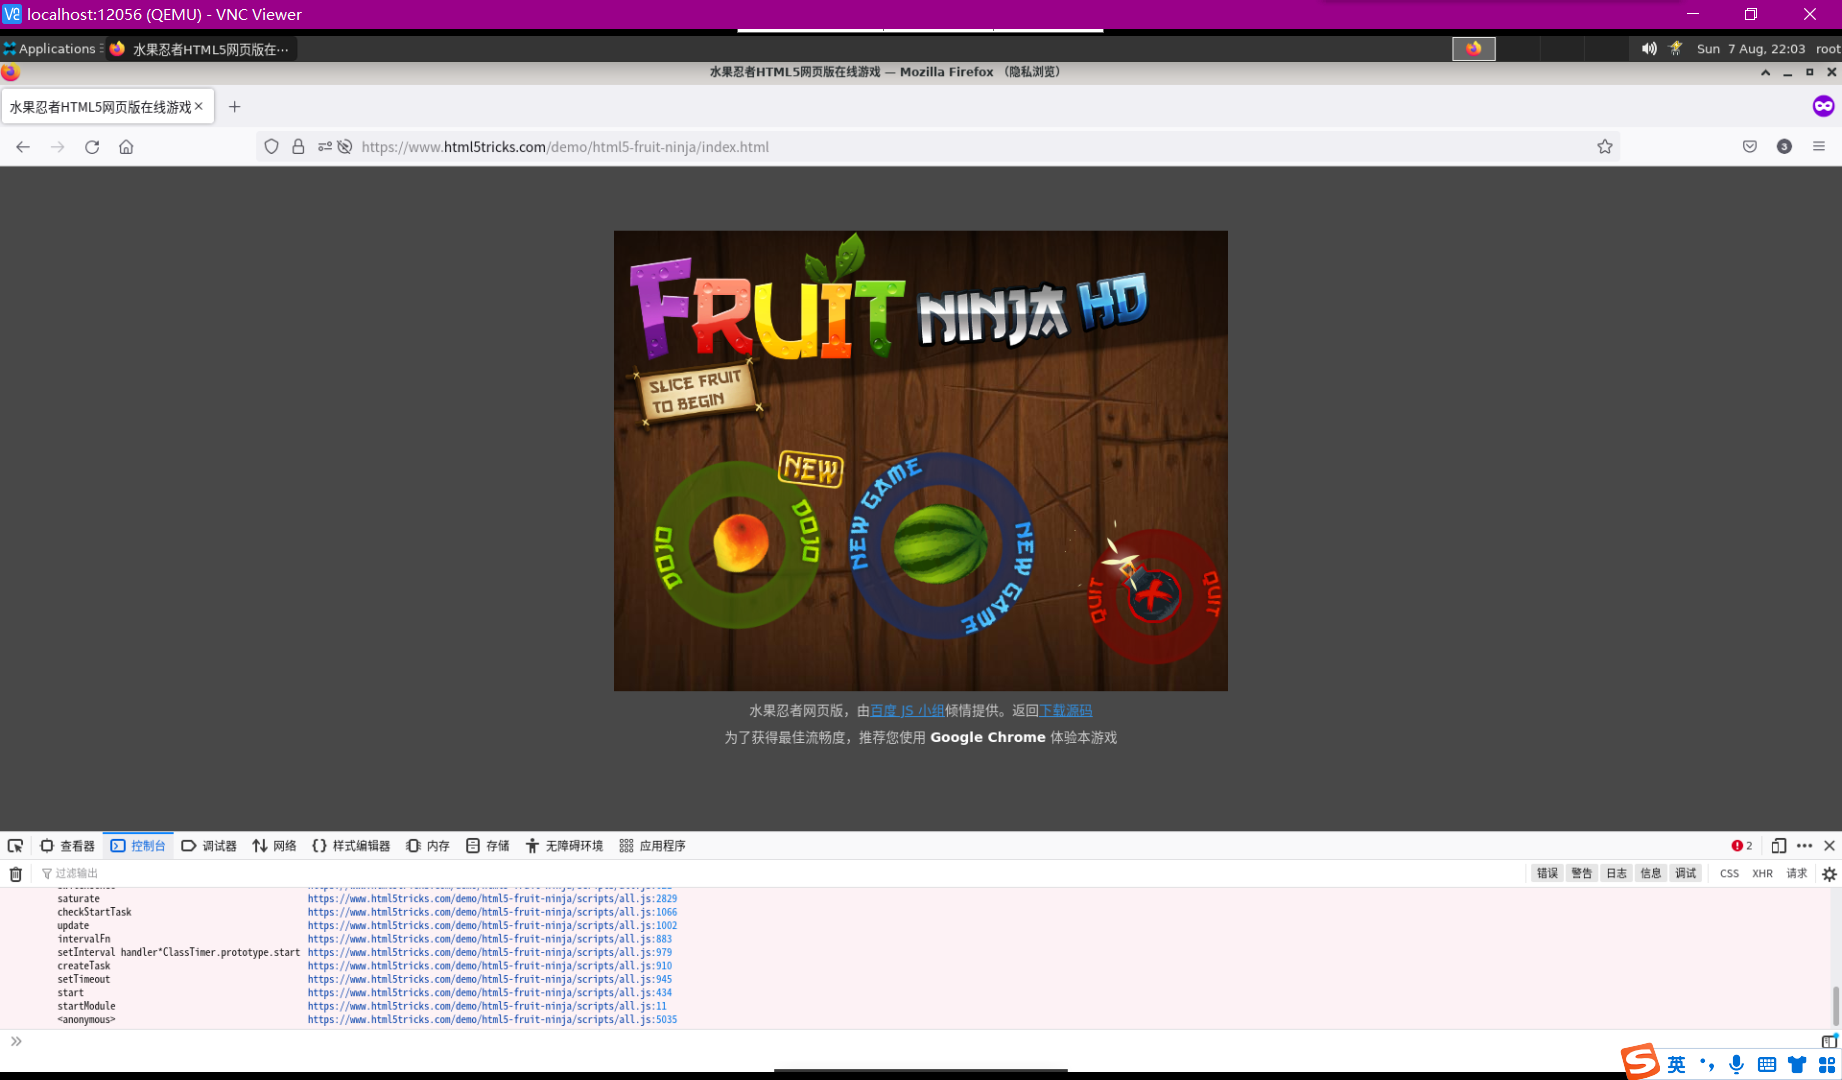 localhost:12056 (QEMU) - VNC Viewer
Applications
水果忍者HTML5网页版在线游戏在…
Sun 7 Aug, 22:03 root
水果忍者HTML5网页版在线游戏 — Mozilla Firefox （隐私浏览）
水果忍者HTML5网页版在线游戏
https://www.html5tricks.com/demo/html5-fruit-ninja/index.html
3
FRUIT NINJA HD
SLICE FRUIT
TO BEGIN
NEW
DOJO
DOJO
NEW GAME
NEW GAME
NEW GAME
QUIT
QUIT
水果忍者网页版，由百度 JS 小组倾情提供。返回下载源码
为了获得最佳流畅度，推荐您使用 Google Chrome 体验本游戏
查看器 控制台 调试器 网络 样式编辑器 内存 存储 无障碍环境 应用程序 2
过滤输出 错误 警告 日志 信息 调试 CSS XHR 请求
saturate https://www.html5tricks.com/demo/html5-fruit-ninja/scripts/all.js:2829
checkStartTask https://www.html5tricks.com/demo/html5-fruit-ninja/scripts/all.js:1066
update https://www.html5tricks.com/demo/html5-fruit-ninja/scripts/all.js:1002
intervalFn https://www.html5tricks.com/demo/html5-fruit-ninja/scripts/all.js:883
setInterval handler*ClassTimer.prototype.start https://www.html5tricks.com/demo/html5-fruit-ninja/scripts/all.js:979
createTask https://www.html5tricks.com/demo/html5-fruit-ninja/scripts/all.js:910
setTimeout https://www.html5tricks.com/demo/html5-fruit-ninja/scripts/all.js:945
start https://www.html5tricks.com/demo/html5-fruit-ninja/scripts/all.js:434
startModule https://www.html5tricks.com/demo/html5-fruit-ninja/scripts/all.js:11
<anonymous> https://www.html5tricks.com/demo/html5-fruit-ninja/scripts/all.js:5035
英